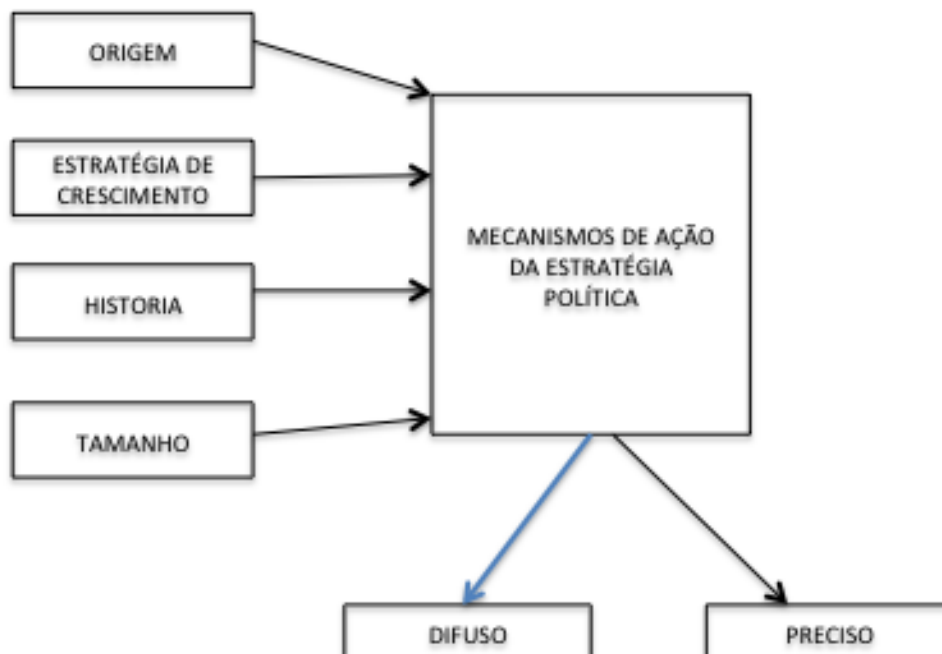 ORIGEM
ESTRATÉGIA DE
CRESCIMENTO
HISTORIA
TAMANHO
MECANISMOS DE AÇÃO
DA ESTRATÉGIA
POLÍTICA
DIFUSO
PRECISO